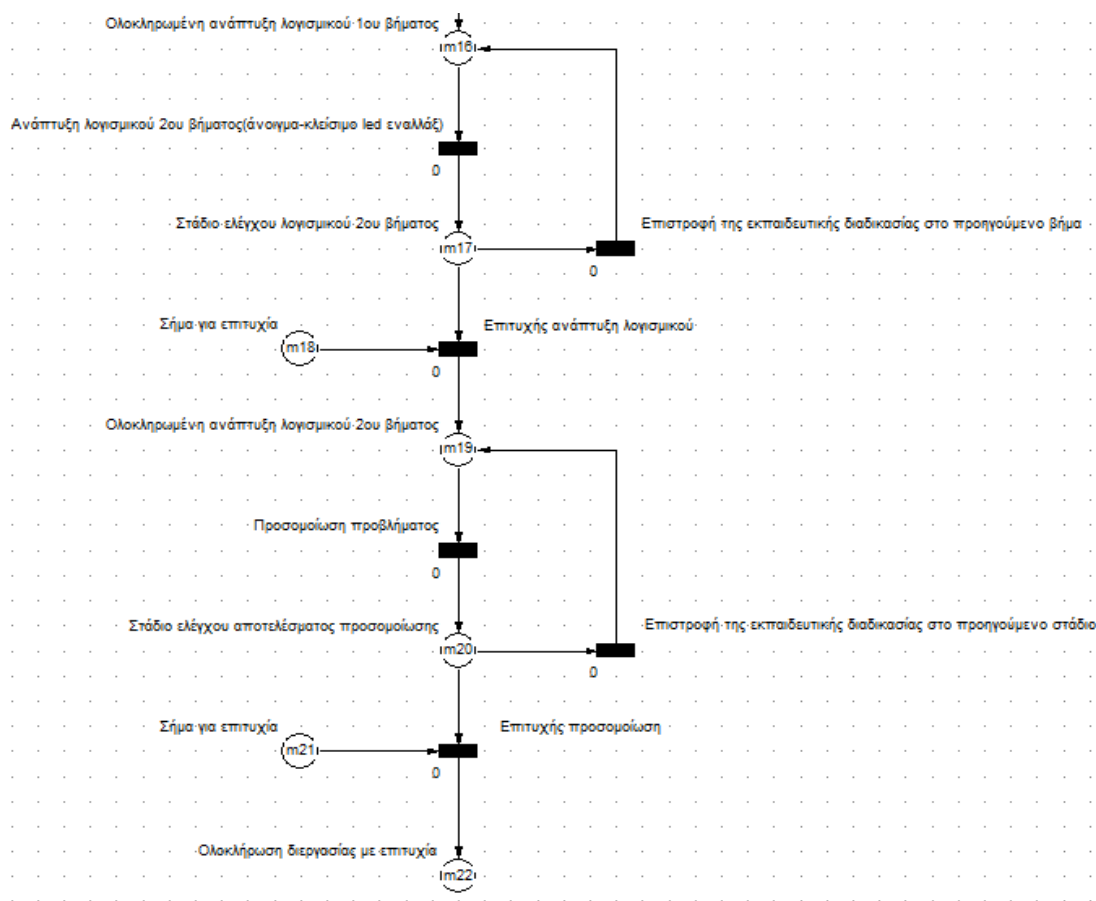 Ολοκληρωμένη ανάπτυξη λογισμικού 1ου βήματος
m16
Ανάπτυξη λογισμικού 2ου βήματος(άνοιγμα-κλείσιμο led εναλλάξ)
0
Στάδιο ελέγχου λογισμικού 2ου βήματος
m17
Επιστροφή της εκπαιδευτικής διαδικασίας στο προηγούμενο βήμα
0
Σήμα για επιτυχία
m18
Επιτυχής ανάπτυξη λογισμικού
0
Ολοκληρωμένη ανάπτυξη λογισμικού 2ου βήματος
m19
Προσομοίωση προβλήματος
0
Στάδιο ελέγχου αποτελέσματος προσομοίωσης
m20
Επιστροφή της εκπαιδευτικής διαδικασίας στο προηγούμενο στάδιο
0
Σήμα για επιτυχία
m21
Επιτυχής προσομοίωση
0
Ολοκλήρωση διεργασίας με επιτυχία
m22